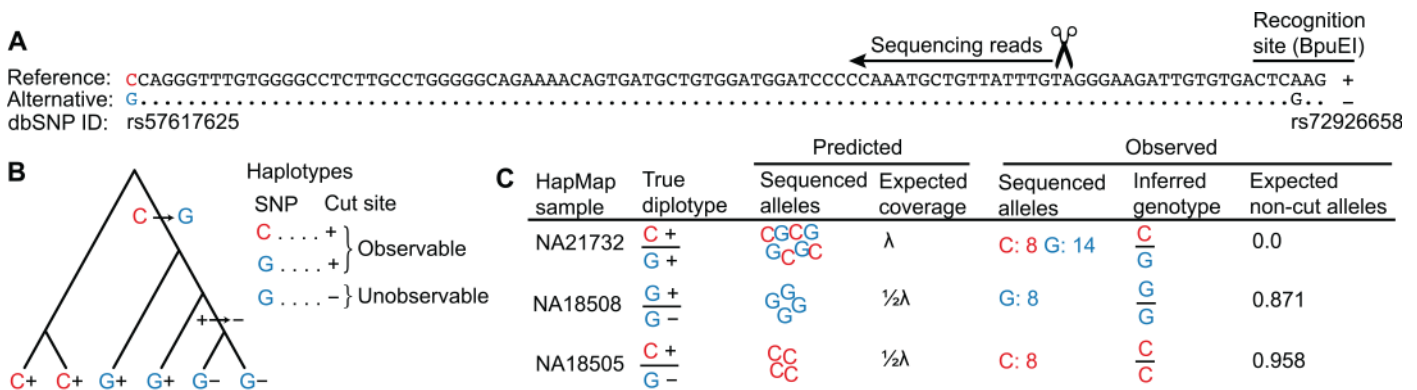 A
Sequencing reads
Recognition
site (BpuEI)
Reference: CCAGGGTTTGTGGGGCCTCTTGCCTGGGGGCAGAAAACAGTGATGCTGTGGATGGATCCCCCAAATGCTGTTATTTGTAGGGAAGATTGTGTGACTCAAG +
Alternative: G..................................................................................................G.. −
dbSNP ID: rs57617625 rs72926658
B
C → G
+ → −
C+ C+ G+ G+ G− G−
Haplotypes
SNP Cut site
C . . . . + Observable
G . . . . +
G . . . . − Unobservable
C
Predicted Observed
HapMap sample True diplotype Sequenced alleles Expected coverage Sequenced alleles Inferred genotype Expected non-cut alleles
NA21732 C + G + CGCG GCGC λ C: 8 G: 14 C G 0.0
NA18508 G + G − G G G G ½λ G: 8 G G 0.871
NA18505 C + G − CC CC ½λ C: 8 C C 0.958